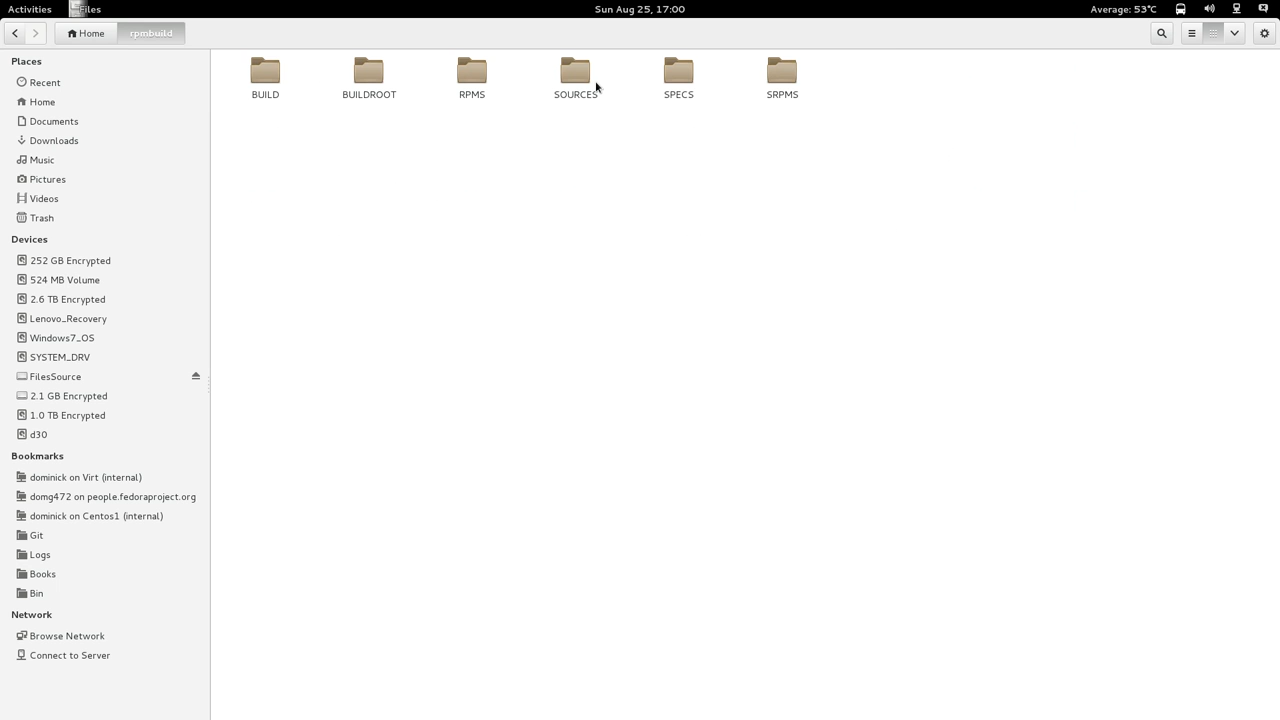 Activities Files Sun Aug 25, 17:00 Average: 53°C
Home rpmbuild
Places
Recent
Home
Documents
Downloads
Music
Pictures
Videos
Trash
Devices
252 GB Encrypted
524 MB Volume
2.6 TB Encrypted
Lenovo_Recovery
Windows7_OS
SYSTEM_DRV
FilesSource
2.1 GB Encrypted
1.0 TB Encrypted
d30
Bookmarks
dominick on Virt (internal)
domg472 on people.fedoraproject.org
dominick on Centos1 (internal)
Git
Logs
Books
Bin
Network
Browse Network
Connect to Server
BUILD BUILDROOT RPMS SOURCES SPECS SRPMS